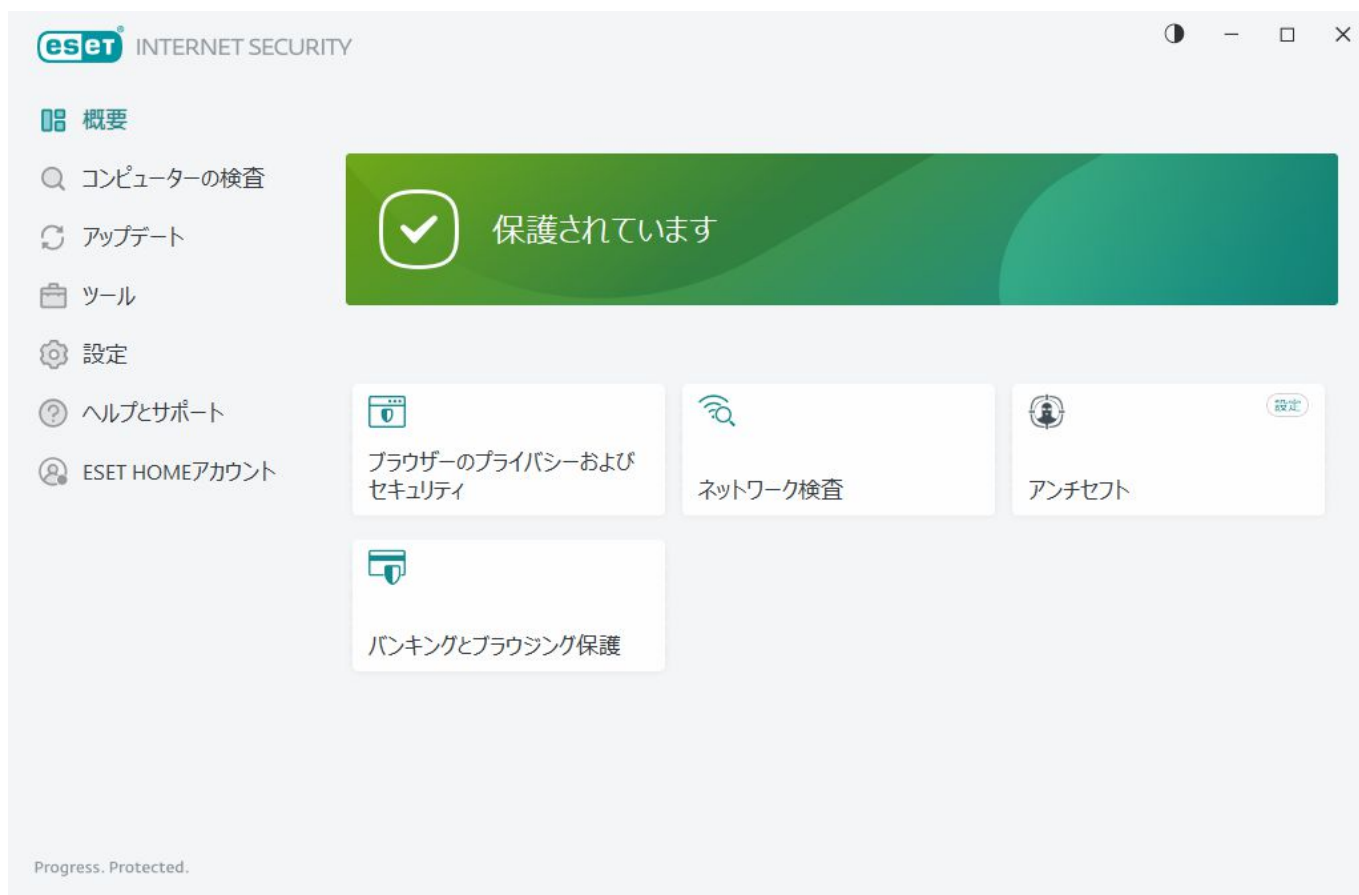 eset® INTERNET SECURITY
概要
コンピューターの検査
アップデート
ツール
設定
ヘルプとサポート
ESET HOMEアカウント
保護されています
ブラウザーのプライバシーおよび
セキュリティ
ネットワーク検査
設定
アンチセフト
バンキングとブラウジング保護
Progress. Protected.